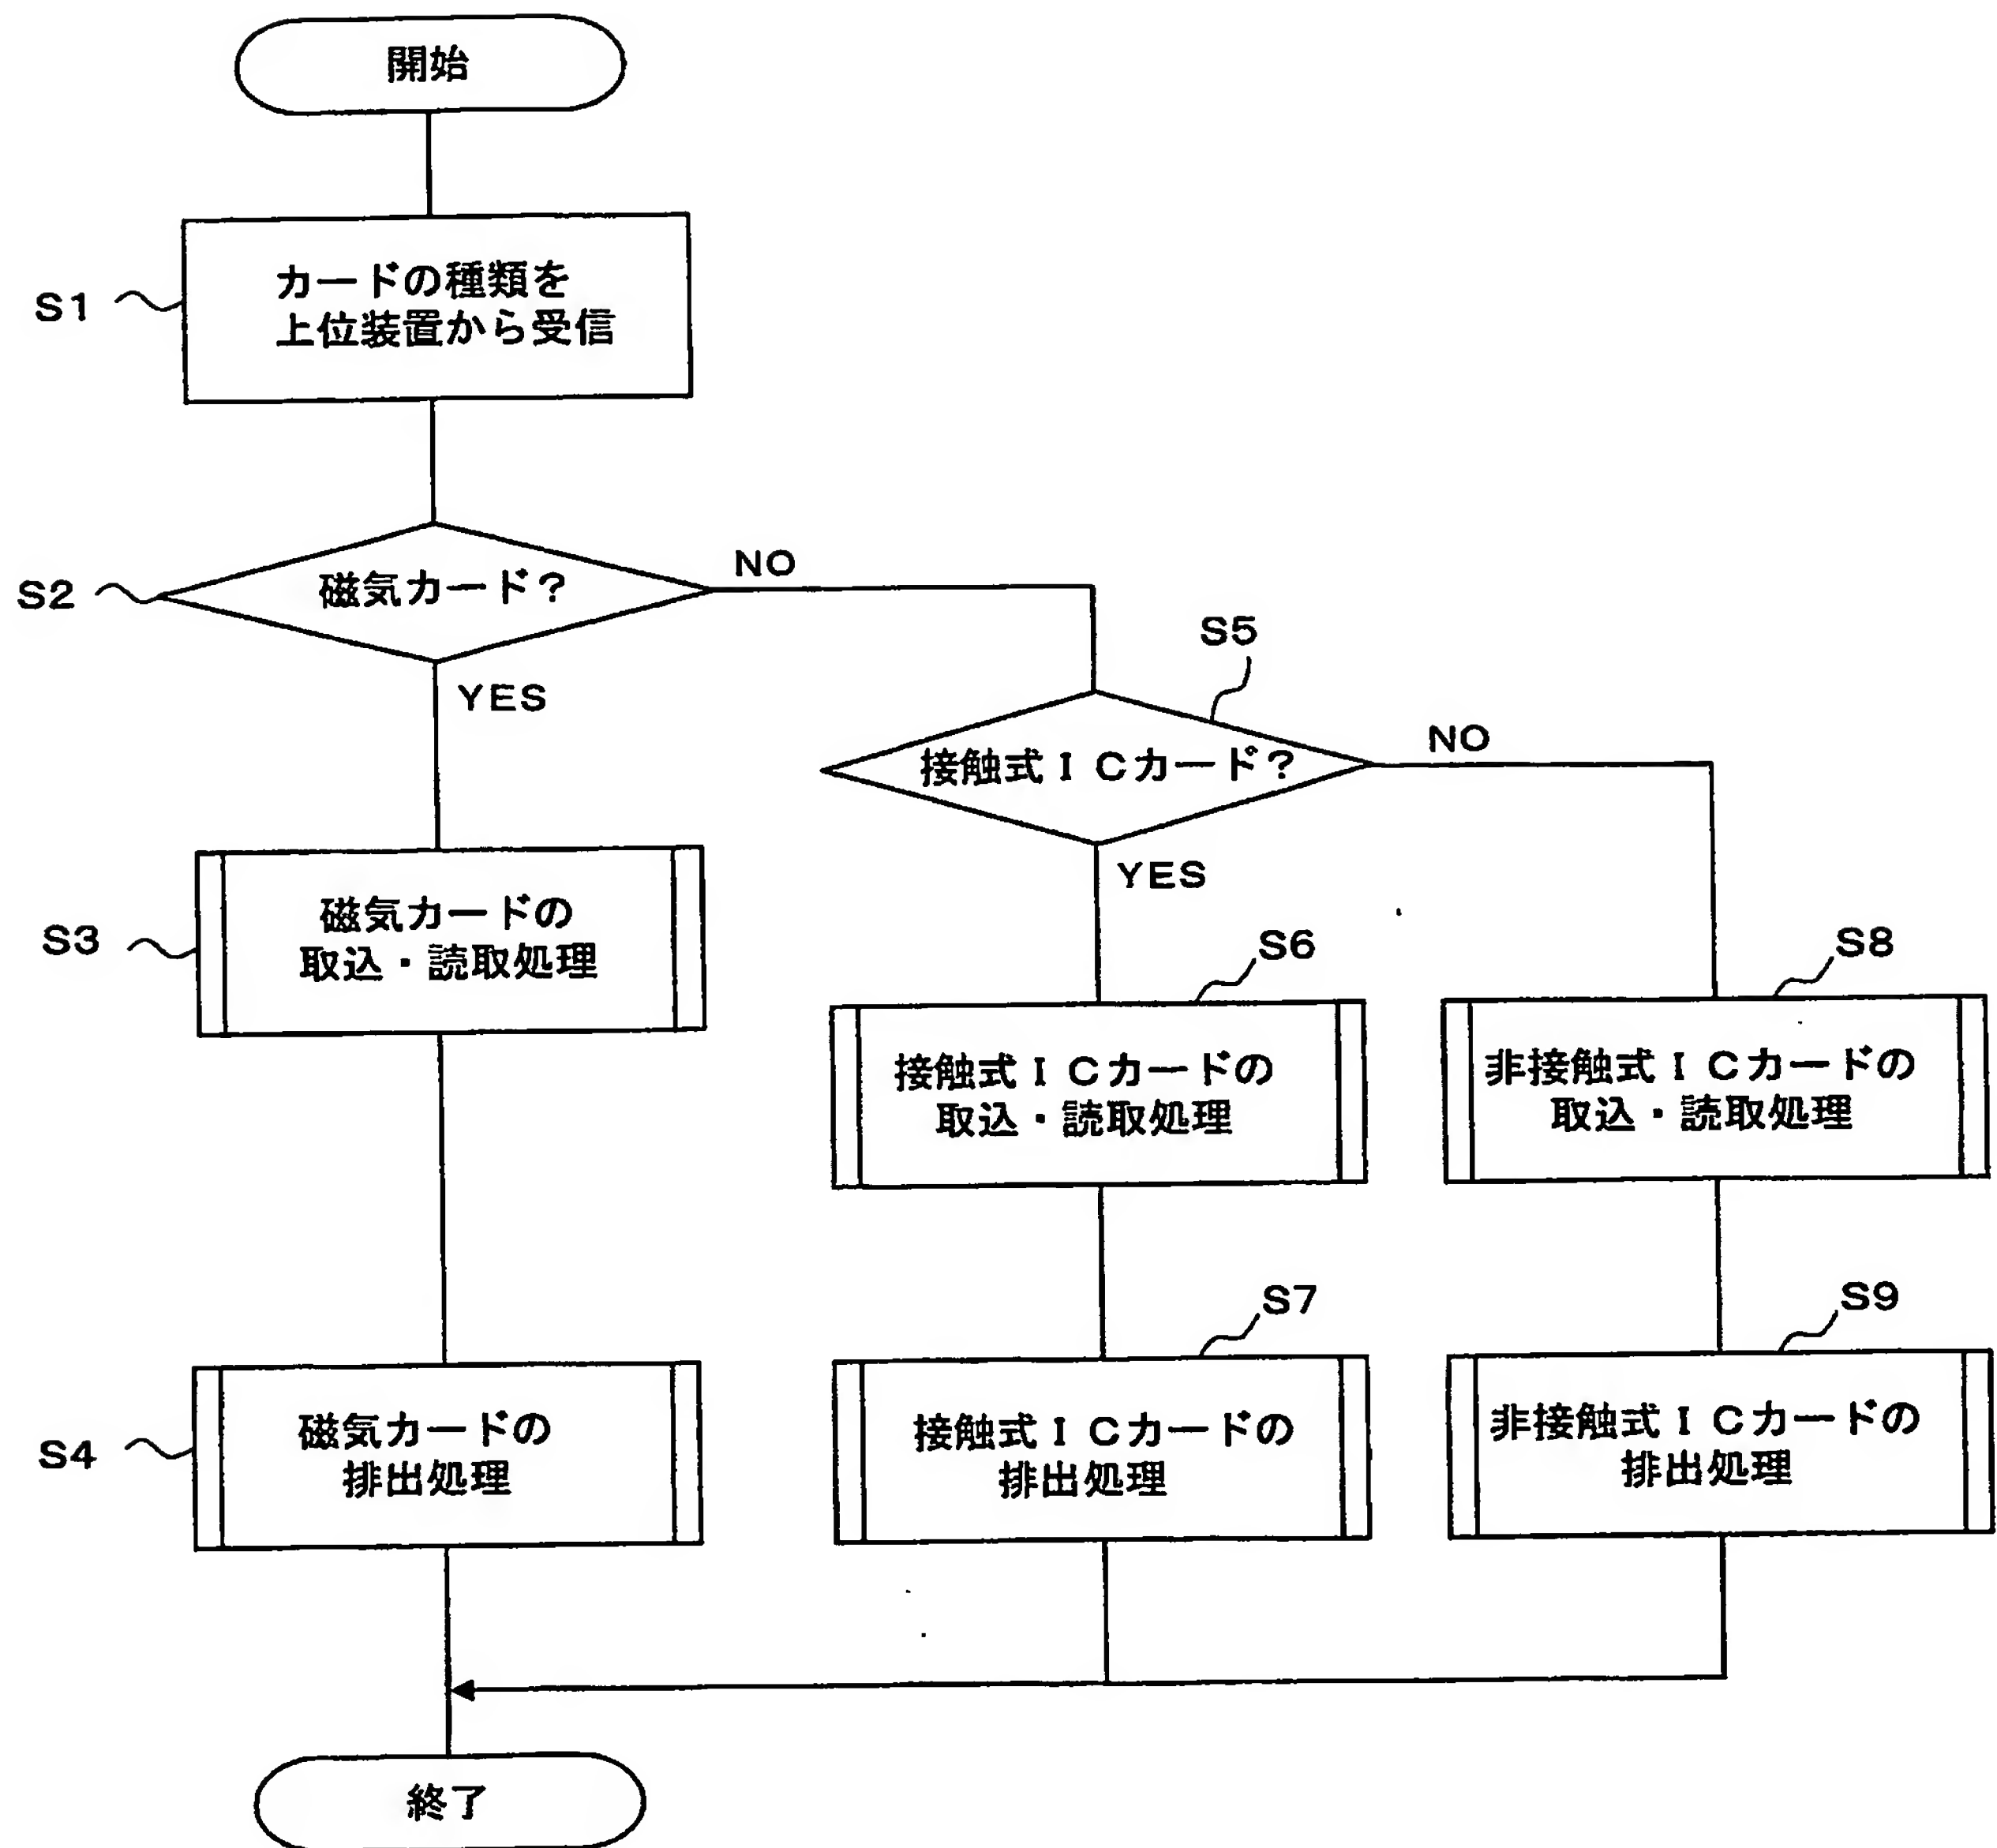 開始
S1
カードの種類を
上位装置から受信
S2
磁気カード?
NO
YES
S5
接触式ICカード?
NO
YES
S3
磁気カードの
取込・読取処理
S6
接触式ICカードの
取込・読取処理
S8
非接触式ICカードの
取込・読取処理
S4
磁気カードの
排出処理
S7
接触式ICカードの
排出処理
S9
非接触式ICカードの
排出処理
終了